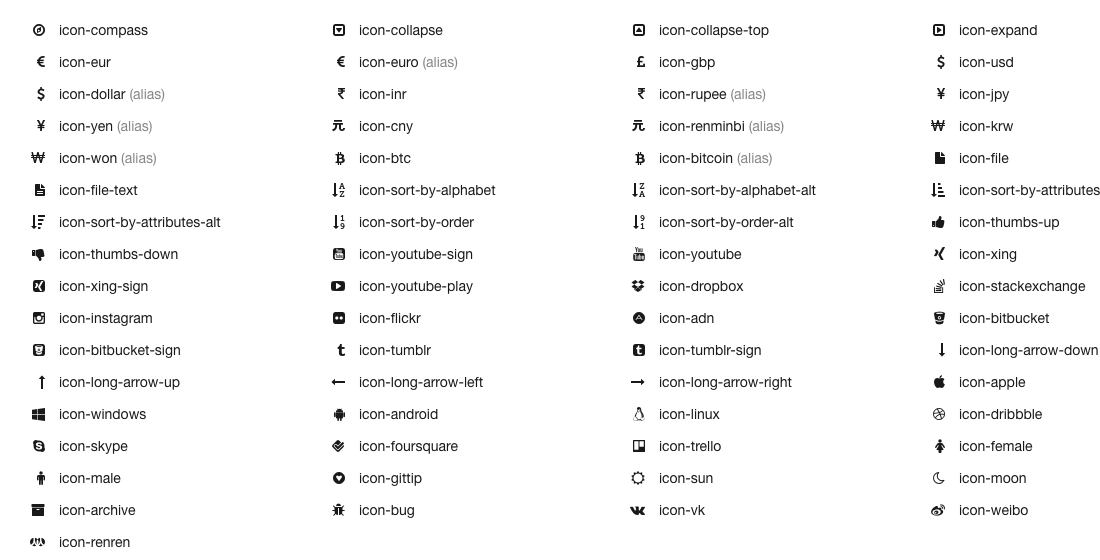 icon-compass icon-collapse icon-collapse-top icon-expand
icon-eur icon-euro (alias) icon-gbp icon-usd
icon-dollar (alias) icon-inr icon-rupee (alias) icon-jpy
icon-yen (alias) icon-cny icon-renminbi (alias) icon-krw
icon-won (alias) icon-btc icon-bitcoin (alias) icon-file
icon-file-text icon-sort-by-alphabet icon-sort-by-alphabet-alt icon-sort-by-attributes
icon-sort-by-attributes-alt icon-sort-by-order icon-sort-by-order-alt icon-thumbs-up
icon-thumbs-down icon-youtube-sign icon-youtube icon-xing
icon-xing-sign icon-youtube-play icon-dropbox icon-stackexchange
icon-instagram icon-flickr icon-adn icon-bitbucket
icon-bitbucket-sign icon-tumblr icon-tumblr-sign icon-long-arrow-down
icon-long-arrow-up icon-long-arrow-left icon-long-arrow-right icon-apple
icon-windows icon-android icon-linux icon-dribbble
icon-skype icon-foursquare icon-trello icon-female
icon-male icon-gittip icon-sun icon-moon
icon-archive icon-bug icon-vk icon-weibo
icon-renren